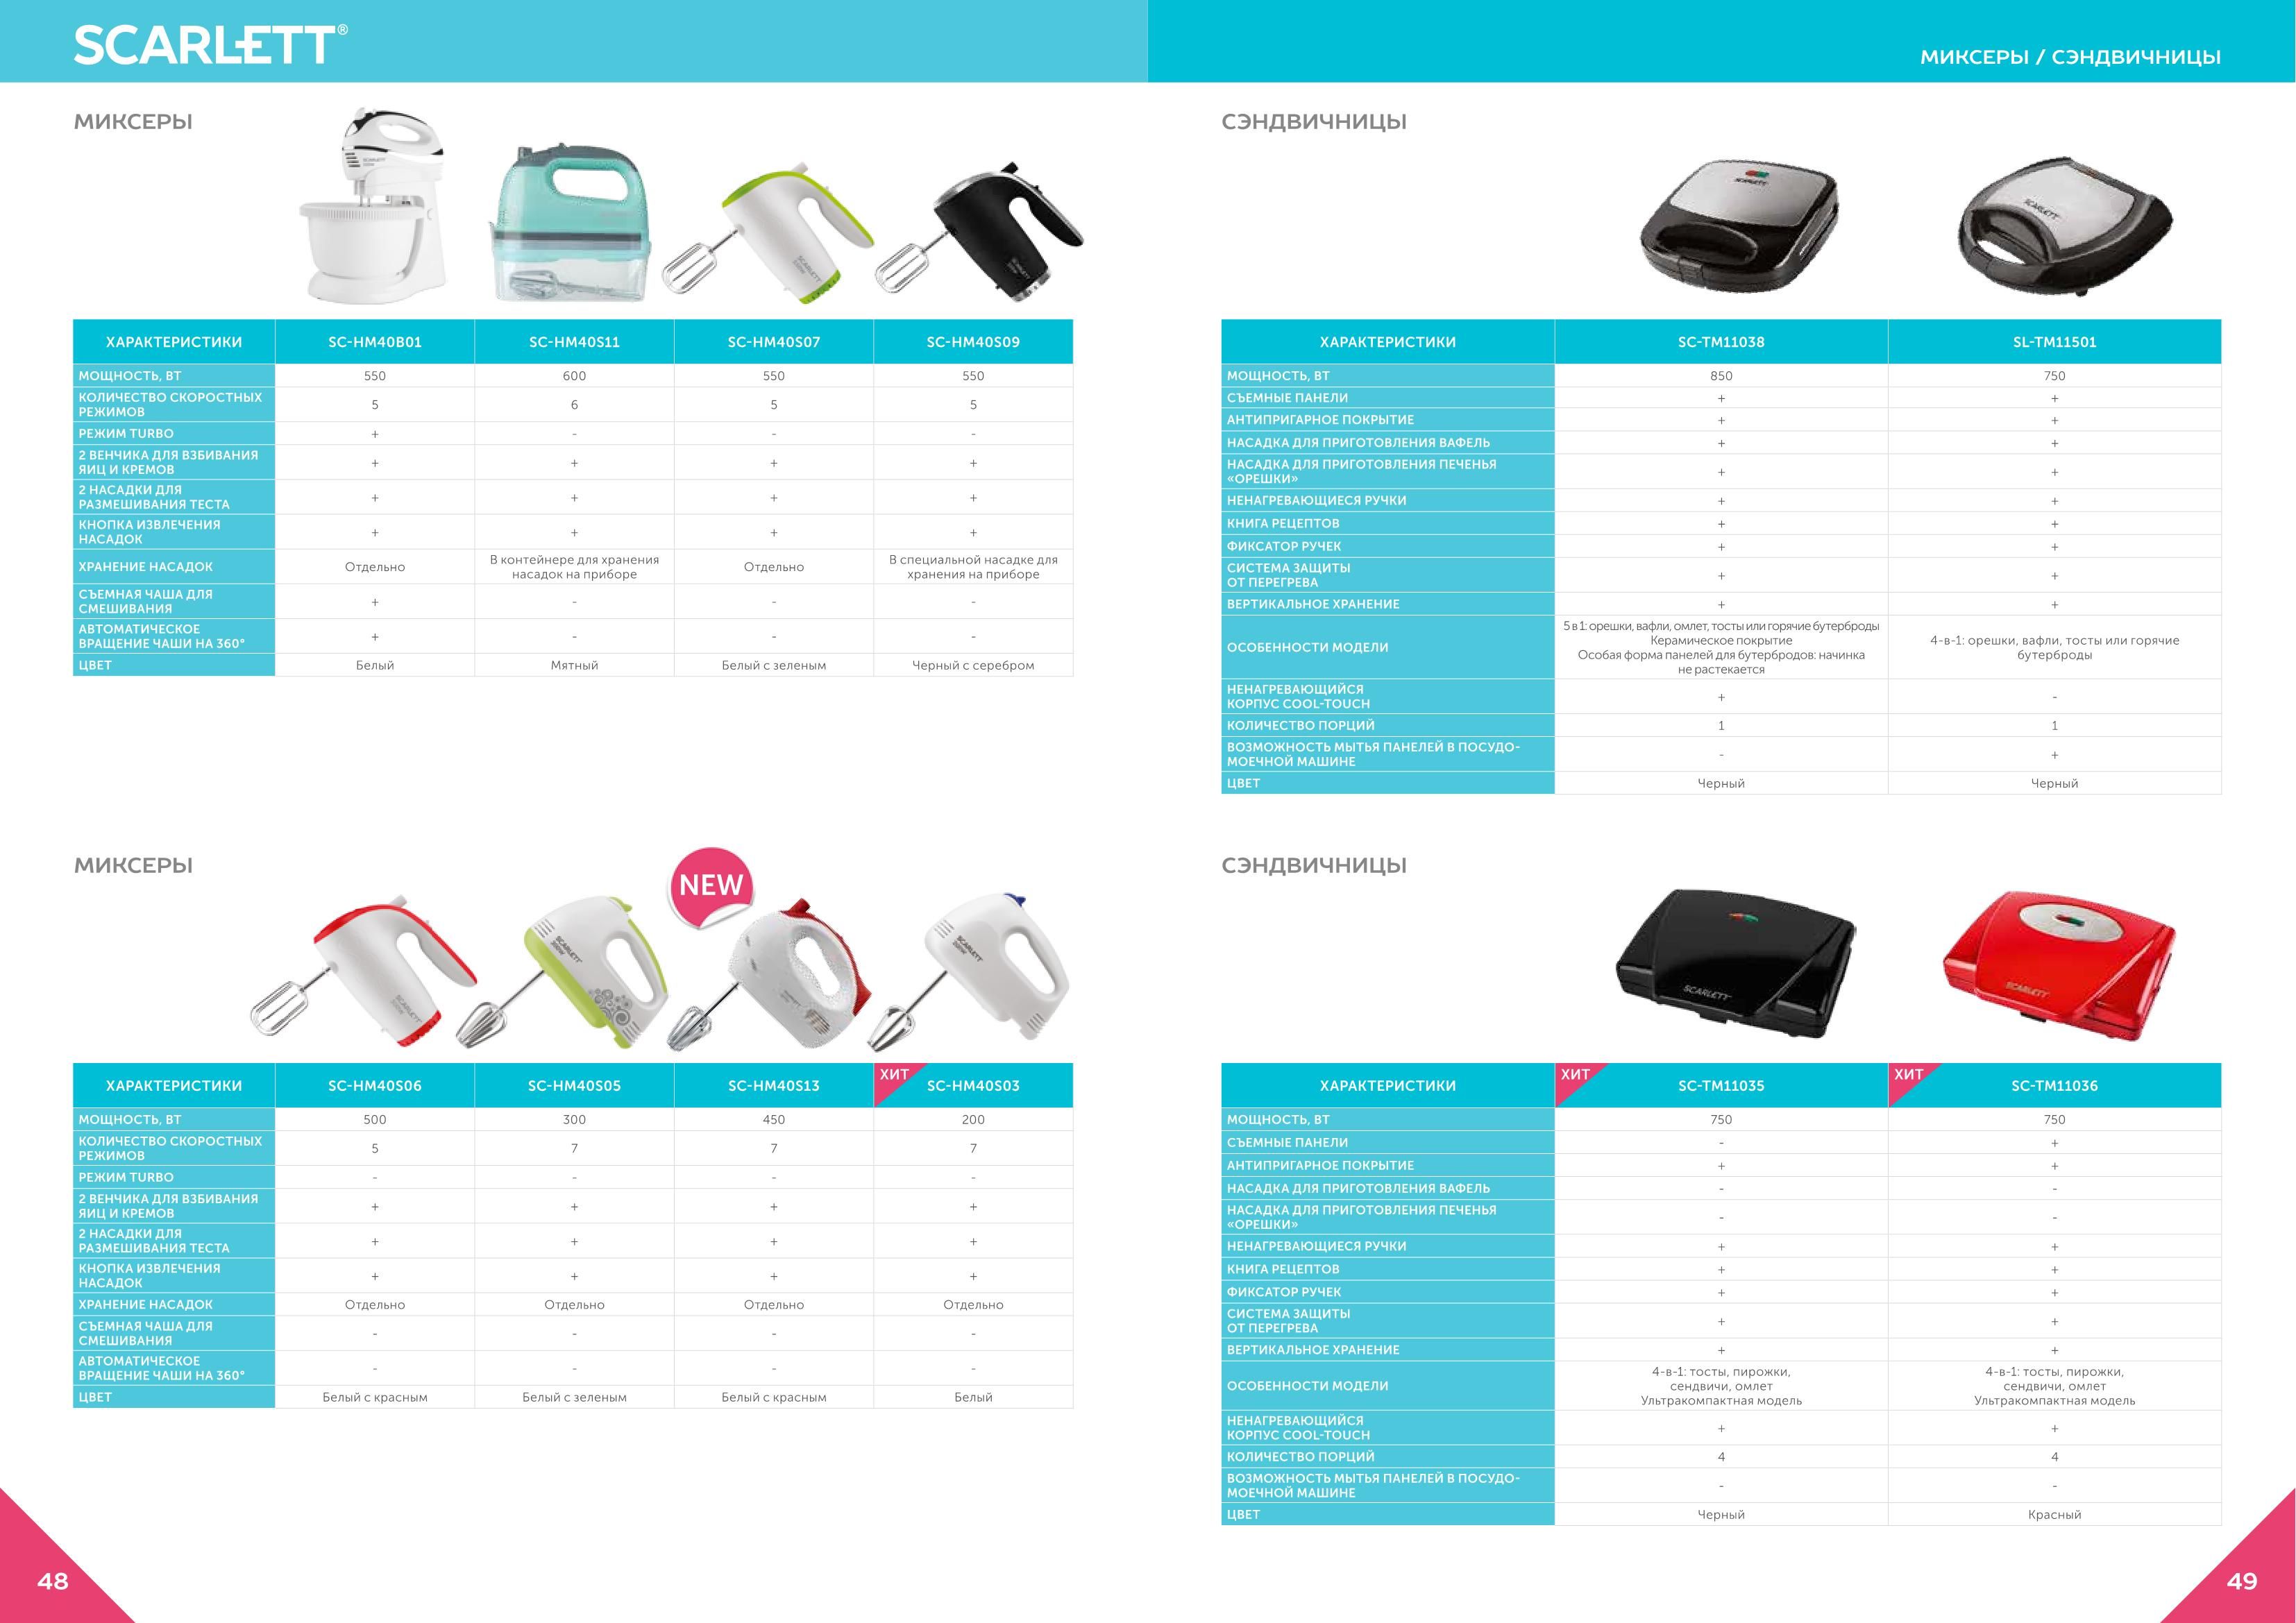 SCARLETT®
МИКСЕРЫ / СЭНДВИЧНИЦЫ
МИКСЕРЫ
ХАРАКТЕРИСТИКИ SC-HM40B01 SC-HM40S11 SC-HM40S07 SC-HM40S09
МОЩНОСТЬ, ВТ 550 600 550 550
КОЛИЧЕСТВО СКОРОСТНЫХ
РЕЖИМОВ 5 6 5 5
РЕЖИМ TURBO + - - -
2 ВЕНЧИКА ДЛЯ ВЗБИВАНИЯ
ЯИЦ И КРЕМОВ + + + +
2 НАСАДКИ ДЛЯ
РАЗМЕШИВАНИЯ ТЕСТА + + + +
КНОПКА ИЗВЛЕЧЕНИЯ
НАСАДОК + + + +
ХРАНЕНИЕ НАСАДОК Отдельно В контейнере для хранения
насадок на приборе Отдельно В специальной насадке для
хранения на приборе
СЪЕМНАЯ ЧАША ДЛЯ
СМЕШИВАНИЯ + - - -
АВТОМАТИЧЕСКОЕ
ВРАЩЕНИЕ ЧАШИ НА 360° + - - -
ЦВЕТ Белый Мятный Белый с зеленым Черный с серебром
МИКСЕРЫ
NEW
ХАРАКТЕРИСТИКИ SC-HM40S06 SC-HM40S05 SC-HM40S13 ХИТ SC-HM40S03
МОЩНОСТЬ, ВТ 500 300 450 200
КОЛИЧЕСТВО СКОРОСТНЫХ
РЕЖИМОВ 5 7 7 7
РЕЖИМ TURBO - - - -
2 ВЕНЧИКА ДЛЯ ВЗБИВАНИЯ
ЯИЦ И КРЕМОВ + + + +
2 НАСАДКИ ДЛЯ
РАЗМЕШИВАНИЯ ТЕСТА + + + +
КНОПКА ИЗВЛЕЧЕНИЯ
НАСАДОК + + + +
ХРАНЕНИЕ НАСАДОК Отдельно Отдельно Отдельно Отдельно
СЪЕМНАЯ ЧАША ДЛЯ
СМЕШИВАНИЯ - - - -
АВТОМАТИЧЕСКОЕ
ВРАЩЕНИЕ ЧАШИ НА 360° - - - -
ЦВЕТ Белый с красным Белый с зеленым Белый с красным Белый
48
СЭНДВИЧНИЦЫ
SCARLETT
SCARLETT
ХАРАКТЕРИСТИКИ SC-TM11038 SL-TM11501
МОЩНОСТЬ, ВТ 850 750
СЪЕМНЫЕ ПАНЕЛИ + +
АНТИПРИГАРНОЕ ПОКРЫТИЕ + +
НАСАДКА ДЛЯ ПРИГОТОВЛЕНИЯ ВАФЕЛЬ + +
НАСАДКА ДЛЯ ПРИГОТОВЛЕНИЯ ПЕЧЕНЬЯ
«ОРЕШКИ» + +
НЕНАГРЕВАЮЩИЕСЯ РУЧКИ + +
КНИГА РЕЦЕПТОВ + +
ФИКСАТОР РУЧЕК + +
СИСТЕМА ЗАЩИТЫ
ОТ ПЕРЕГРЕВА + +
ВЕРТИКАЛЬНОЕ ХРАНЕНИЕ + +
ОСОБЕННОСТИ МОДЕЛИ 5 в 1: орешки, вафли, омлет, тосты или горячие бутерброды
Керамическое покрытие
Особая форма панелей для бутербродов: начинка
не растекается 4-в-1: орешки, вафли, тосты или горячие
бутерброды
НЕНАГРЕВАЮЩИЙСЯ
КОРПУС COOL-TOUCH + -
КОЛИЧЕСТВО ПОРЦИЙ 1 1
ВОЗМОЖНОСТЬ МЫТЬЯ ПАНЕЛЕЙ В ПОСУДО-
МОЕЧНОЙ МАШИНЕ - +
ЦВЕТ Черный Черный
СЭНДВИЧНИЦЫ
SCARLETT
SCARLETT
ХАРАКТЕРИСТИКИ ХИТ SC-TM11035 ХИТ SC-TM11036
МОЩНОСТЬ, ВТ 750 750
СЪЕМНЫЕ ПАНЕЛИ - +
АНТИПРИГАРНОЕ ПОКРЫТИЕ + +
НАСАДКА ДЛЯ ПРИГОТОВЛЕНИЯ ВАФЕЛЬ - -
НАСАДКА ДЛЯ ПРИГОТОВЛЕНИЯ ПЕЧЕНЬЯ
«ОРЕШКИ» - -
НЕНАГРЕВАЮЩИЕСЯ РУЧКИ + +
КНИГА РЕЦЕПТОВ + +
ФИКСАТОР РУЧЕК + +
СИСТЕМА ЗАЩИТЫ
ОТ ПЕРЕГРЕВА + +
ВЕРТИКАЛЬНОЕ ХРАНЕНИЕ + +
ОСОБЕННОСТИ МОДЕЛИ 4-в-1: тосты, пирожки,
сендвичи, омлет
Ультракомпактная модель 4-в-1: тосты, пирожки,
сендвичи, омлет
Ультракомпактная модель
НЕНАГРЕВАЮЩИЙСЯ
КОРПУС COOL-TOUCH + +
КОЛИЧЕСТВО ПОРЦИЙ 4 4
ВОЗМОЖНОСТЬ МЫТЬЯ ПАНЕЛЕЙ В ПОСУДО-
МОЕЧНОЙ МАШИНЕ - -
ЦВЕТ Черный Красный
49